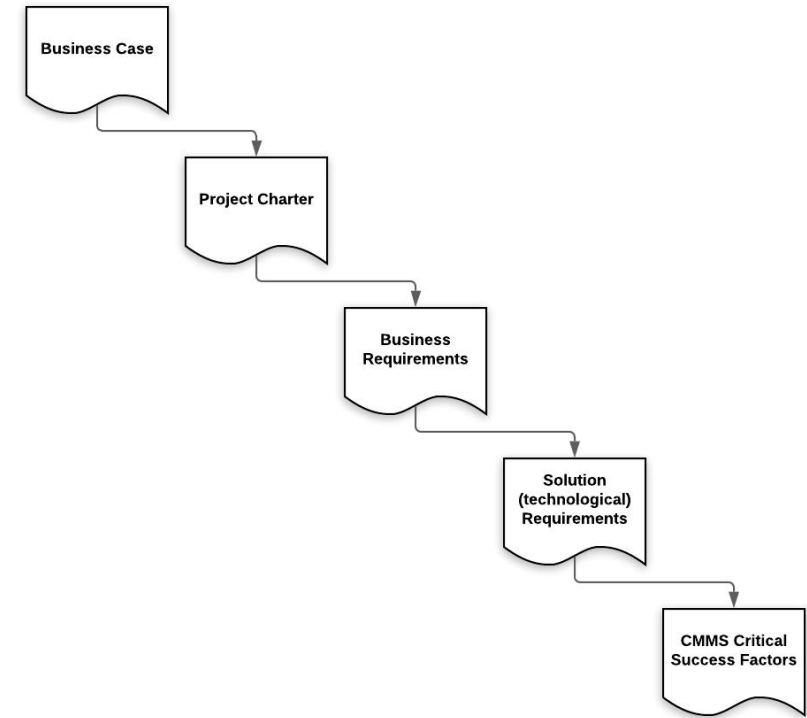 Business Case
Project Charter
Business
Requirements
Solution
(technological)
Requirements
CMMS Critical
Success Factors